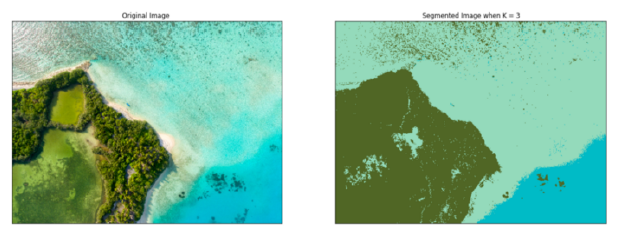 Original Image
Segmented Image when K = 3